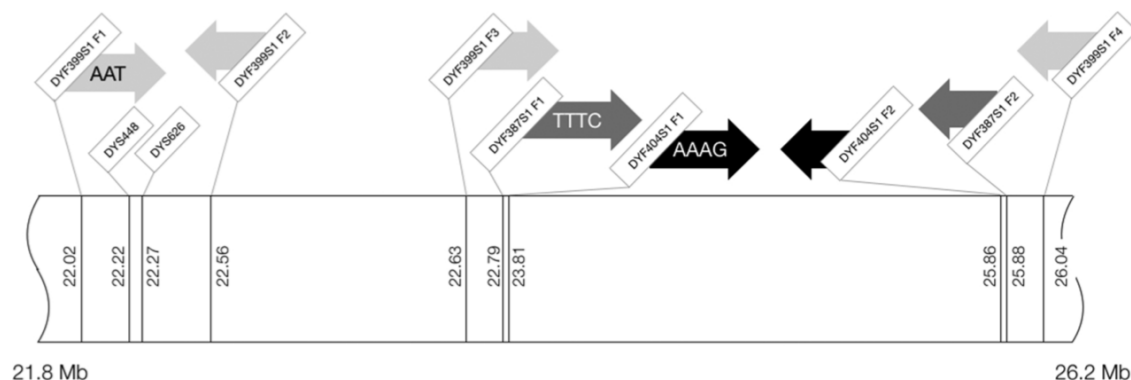 DYF399S1 F1
AAT
DYF399S1 F2
DYS448
DYS626
DYF399S1 F3
DYF387S1 F1
TTTC
DYF404S1 F1
AAAG
DYF404S1 F2
DYF387S1 F2
DYF399S1 F4
22.02
22.22
22.27
22.56
22.63
22.79
23.81
25.86
25.88
26.04
21.8 Mb
26.2 Mb